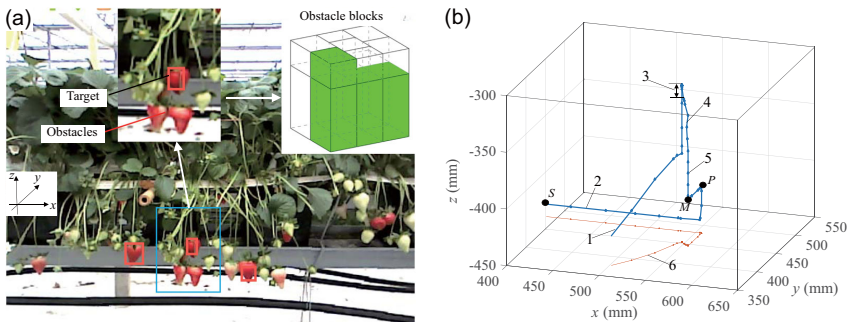 (a)
Obstacle blocks
Target
Obstacles
z
y
x
(b)
3
4
-300
-350
5
z (mm)
S
2
P
M
-400
1
6
-450
400
450
500
550
600
650
x (mm)
350
400
450
500
550
y (mm)